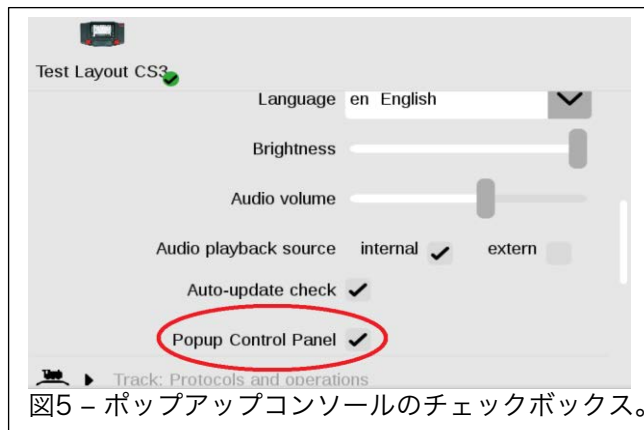 Test Layout CS3
Language en English
Brightness
Audio volume
Audio playback source internal extern
Auto-update check
Popup Control Panel
Track: Protocols and operations
図5 – ポップアップコンソールのチェックボックス。